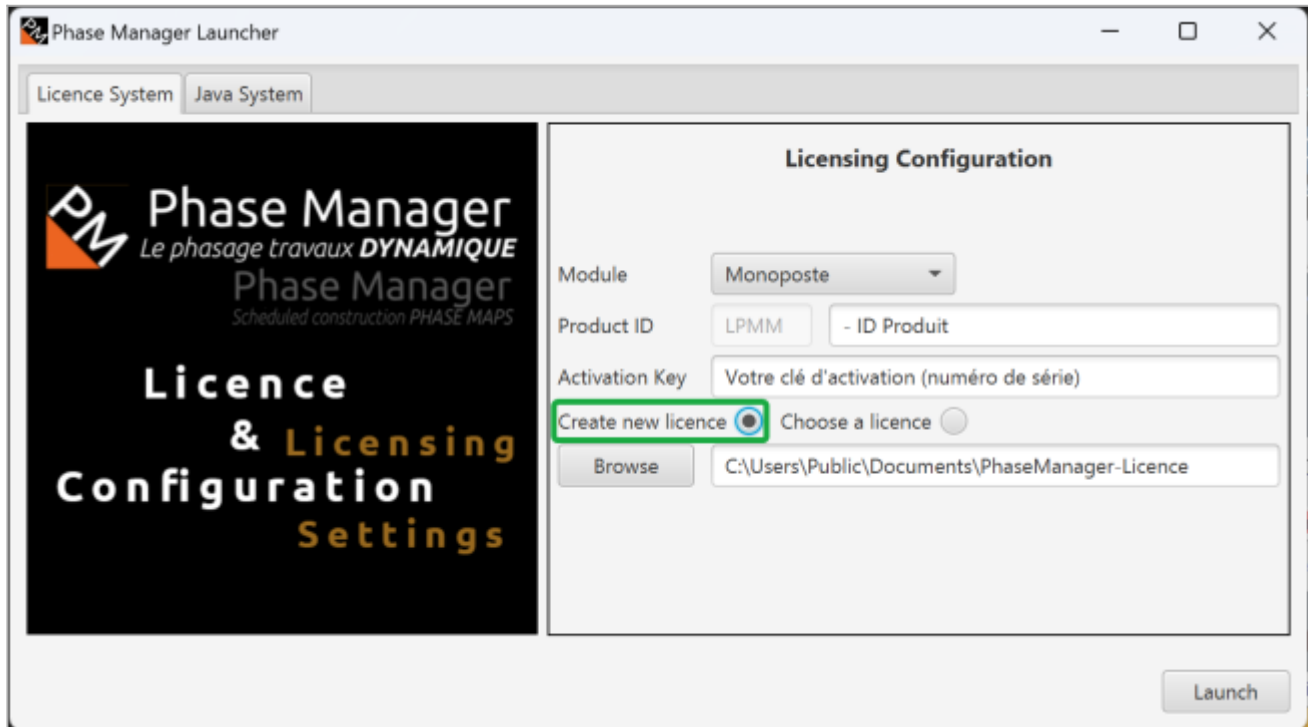 Phase Manager Launcher
Licence System
Java System
PM
Phase Manager
Le phasage travaux DYNAMIQUE
Phase Manager
Scheduled construction PHASE MAPS
Licence
& Licensing
Configuration
Settings
Licensing Configuration
Module
Monoposte
Product ID
LPMM
- ID Produit
Activation Key
Votre clé d'activation (numéro de série)
Create new licence
Choose a licence
Browse
C:\Users\Public\Documents\PhaseManager-Licence
Launch